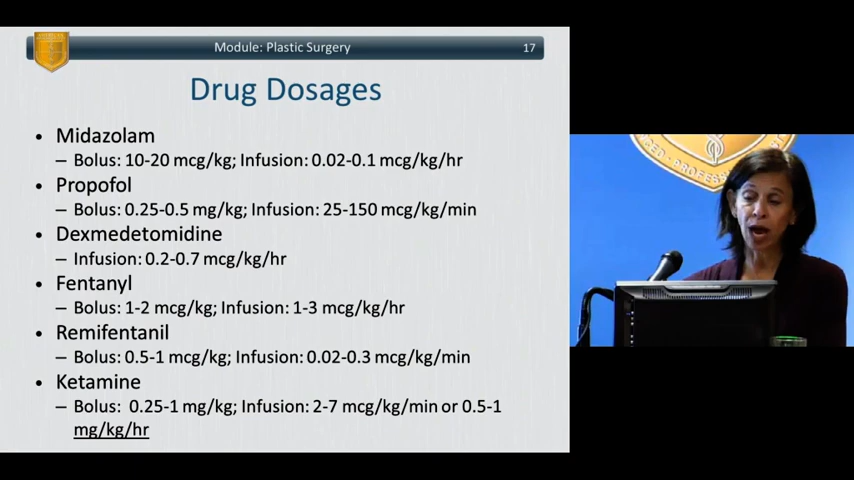 Module: Plastic Surgery
17
Drug Dosages
• Midazolam
– Bolus: 10-20 mcg/kg; Infusion: 0.02-0.1 mcg/kg/hr
• Propofol
– Bolus: 0.25-0.5 mg/kg; Infusion: 25-150 mcg/kg/min
• Dexmedetomidine
– Infusion: 0.2-0.7 mcg/kg/hr
• Fentanyl
– Bolus: 1-2 mcg/kg; Infusion: 1-3 mcg/kg/hr
• Remifentanil
– Bolus: 0.5-1 mcg/kg; Infusion: 0.02-0.3 mcg/kg/min
• Ketamine
– Bolus: 0.25-1 mg/kg; Infusion: 2-7 mcg/kg/min or 0.5-1
mg/kg/hr